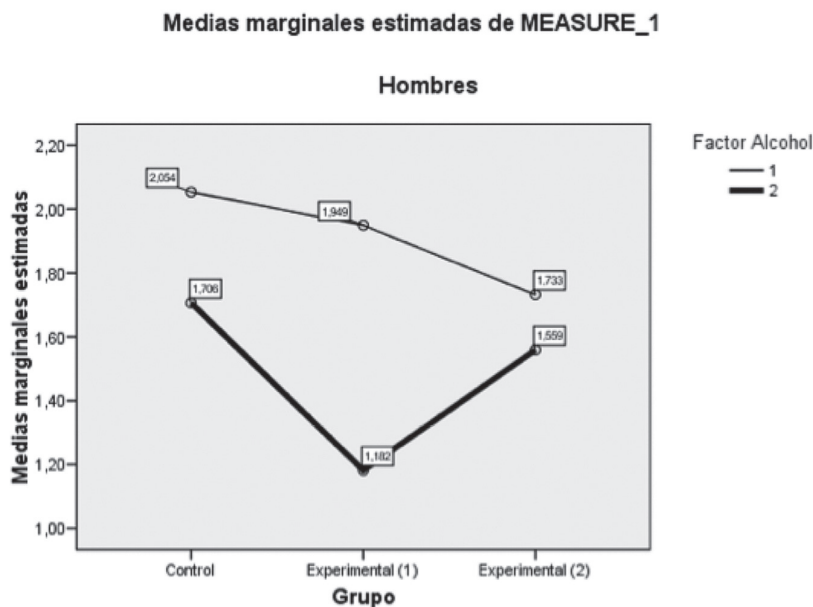 Medias marginales estimadas de MEASURE_1
Hombres
Factor Alcohol
1
2
Medias marginales estimadas
2,20
2,00
1,80
1,60
1,40
1,20
1,00
2,054
1,949
1,733
1,706
1,559
1,182
Control
Experimental (1)
Experimental (2)
Grupo